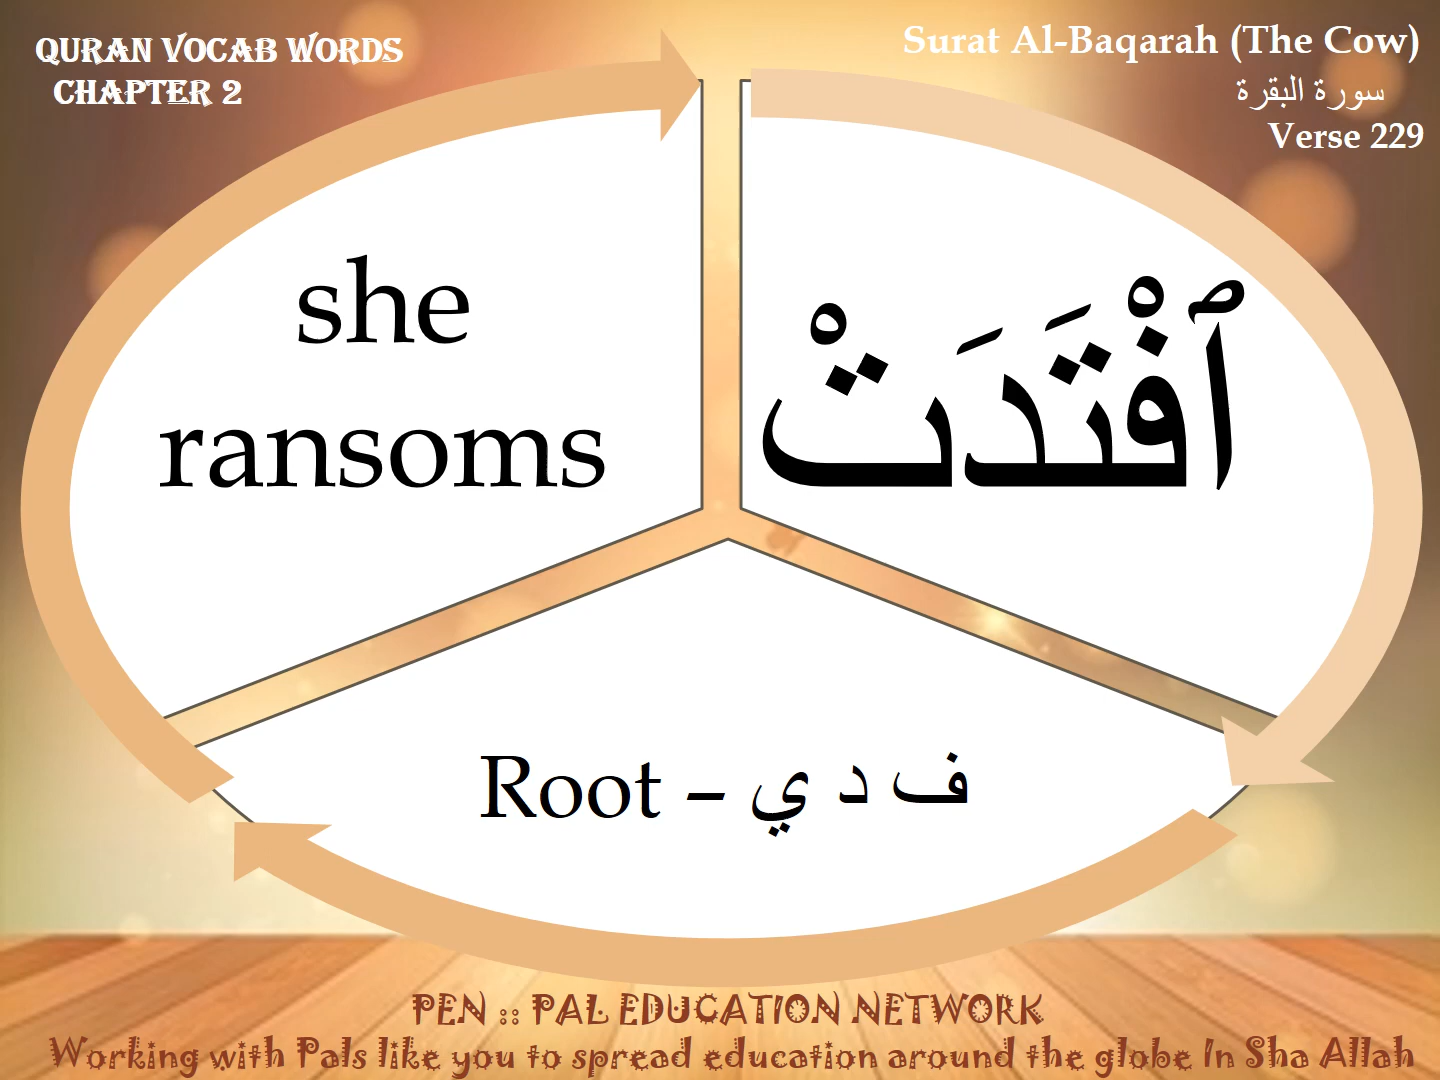 QURAN VOCAB WORDS
CHAPTER 2
Surat Al-Baqarah (The Cow)
سورة البقرة
Verse 229
she
ransoms
ٱفْتَدَتْ
Root – ف د ي
PEN :: PAL EDUCATION NETWORK
Working with Pals like you to spread education around the globe In Sha Allah